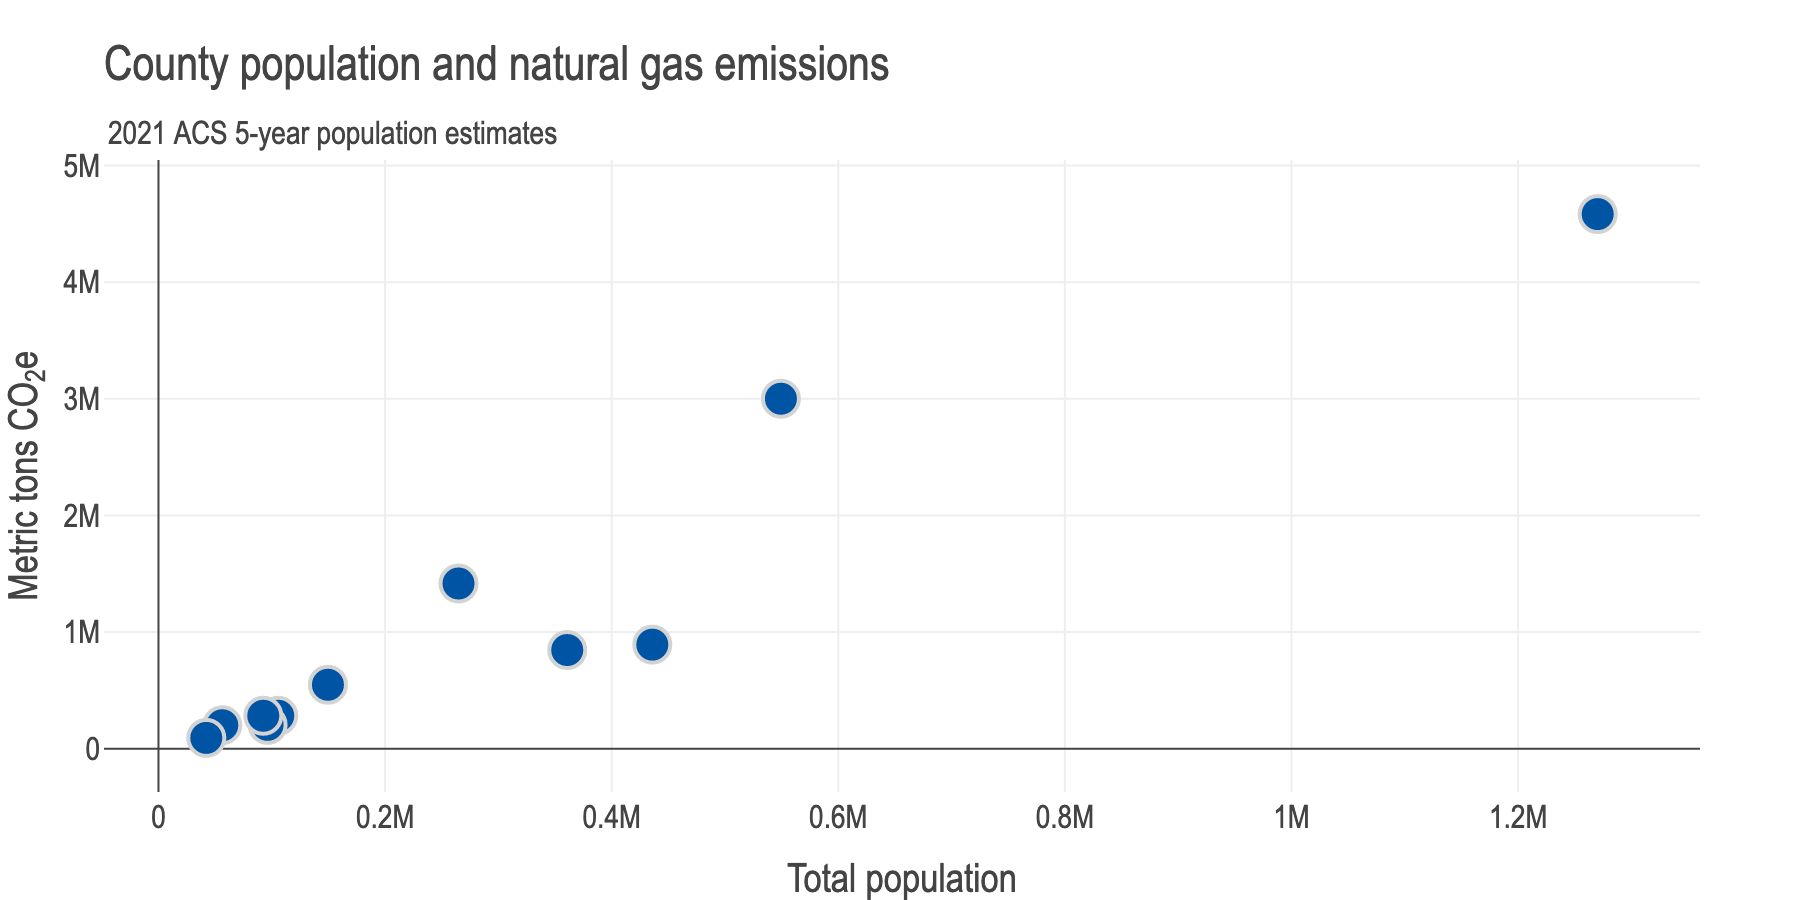 County population and natural gas emissions
2021 ACS 5-year population estimates
5M
4M
3M
2M
1M
0
Metric tons CO₂e
0 0.2M 0.4M 0.6M 0.8M 1M 1.2M
Total population